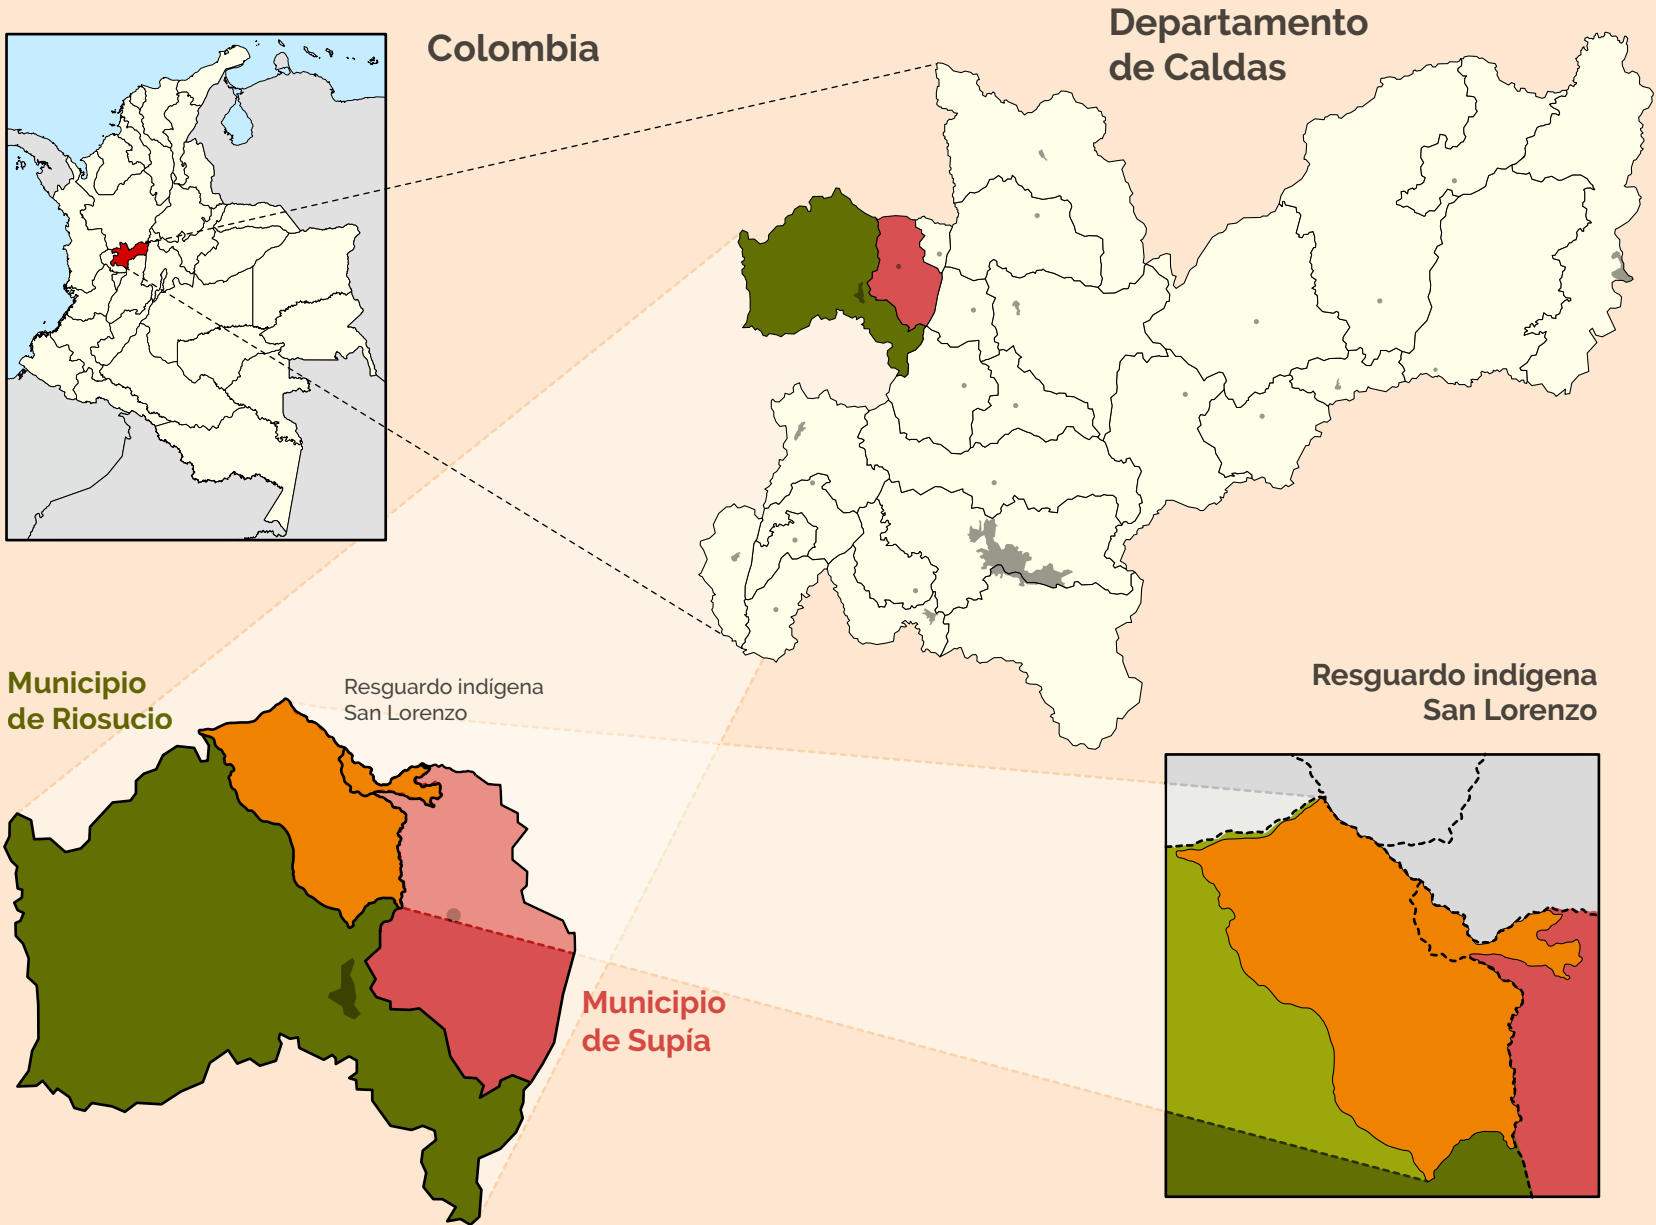 Colombia
Departamento
de Caldas
Municipio
de Riosucio
Resguardo indígena
San Lorenzo
Resguardo indígena
San Lorenzo
Municipio
de Supía